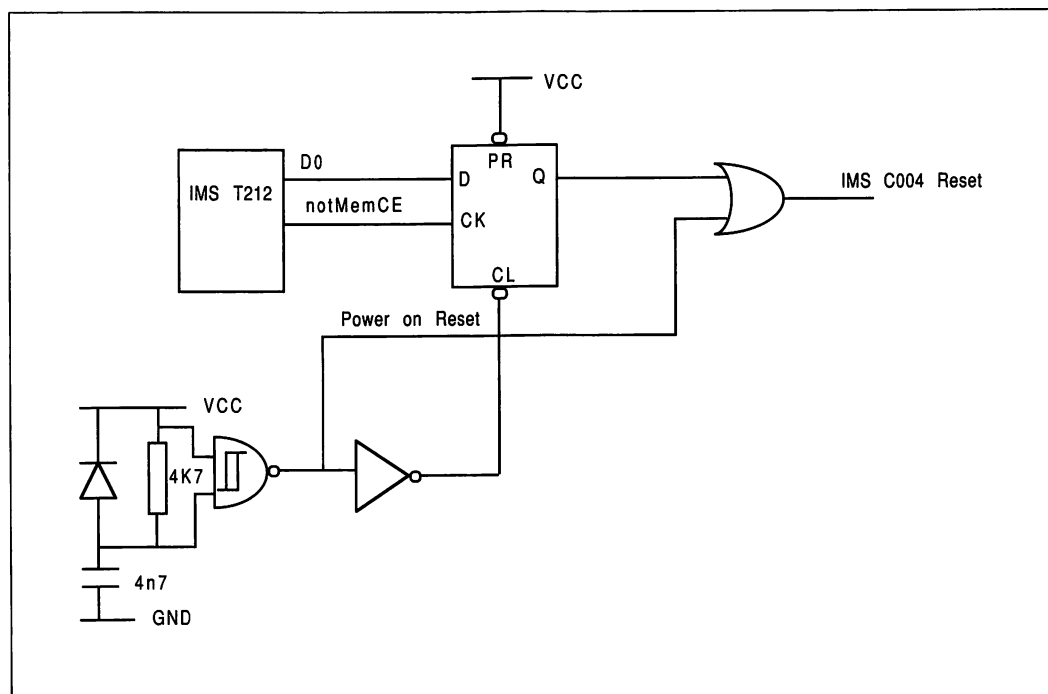 VCC
D0
IMS T212
notMemCE
PR
D
Q
CK
CL
IMS C004 Reset
Power on Reset
VCC
4K7
4n7
GND